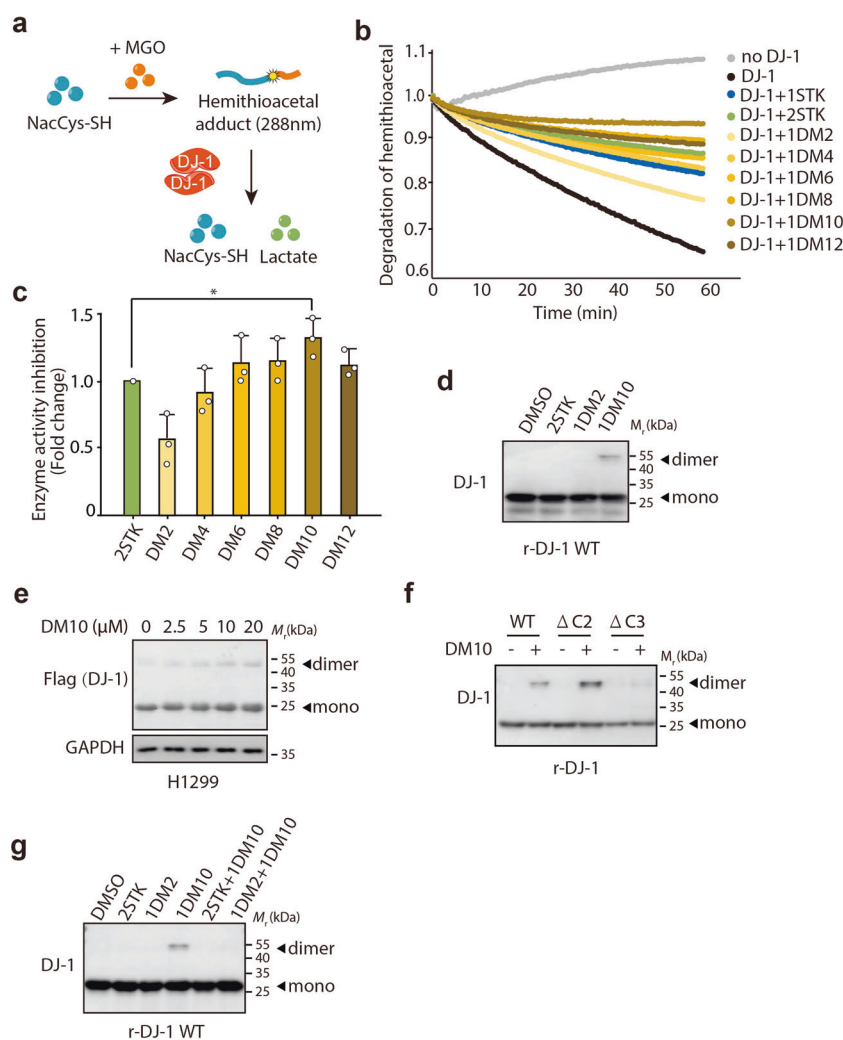 a
+ MGO
NacCys-SH
Hemithioacetal
adduct (288nm)
DJ-1
DJ-1
NacCys-SH
Lactate
b
Degradation of hemithioacetal
1.1
1.0
0.9
0.8
0.7
0.6
0
10
20
30
40
50
60
Time (min)
no DJ-1
DJ-1
DJ-1+1STK
DJ-1+2STK
DJ-1+1DM2
DJ-1+1DM4
DJ-1+1DM6
DJ-1+1DM8
DJ-1+1DM10
DJ-1+1DM12
c
Enzyme activity inhibition
(Fold change)
1.5
1.0
0.5
0
*
2STK
DM2
DM4
DM6
DM8
DM10
DM12
d
DMSO
2STK
1DM2
1DM10
Mr (kDa)
DJ-1
55
40
35
25
dimer
mono
r-DJ-1 WT
e
DM10 (μM) 0 2.5 5 10 20 Mr (kDa)
Flag (DJ-1)
55
40
35
25
dimer
mono
GAPDH
35
H1299
f
WT Δ C2 Δ C3
DM10 - + - + - + Mr (kDa)
DJ-1
55
40
35
25
dimer
mono
r-DJ-1
g
DMSO
2STK
1DM2
1DM10
2STK+1DM10
1DM2+1DM10
Mr (kDa)
DJ-1
55
40
35
25
dimer
mono
r-DJ-1 WT